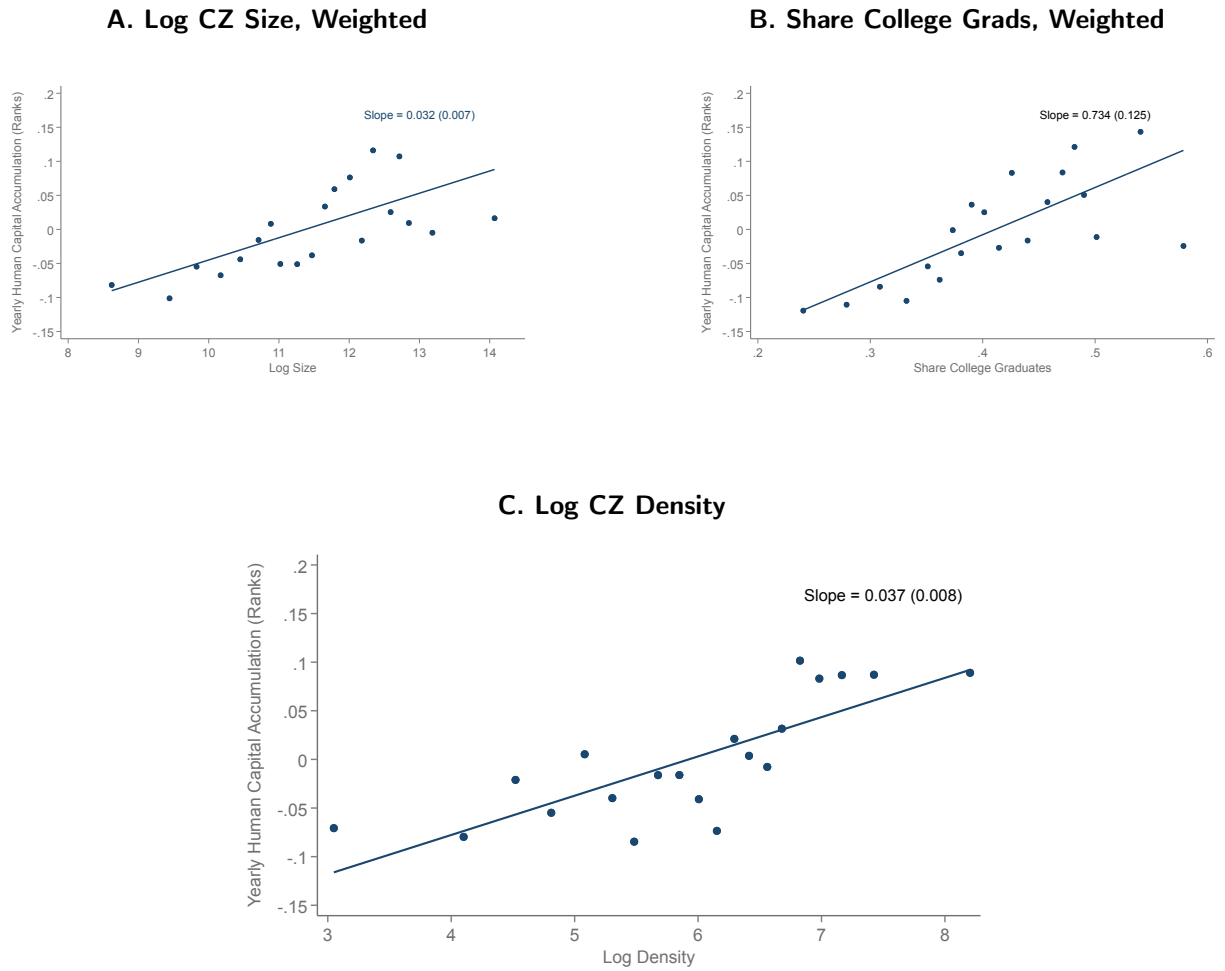 A. Log CZ Size, Weighted
Yearly Human Capital Accumulation (Ranks)
.2
.15
.1
.05
0
-.05
-.1
-.15
Slope = 0.032 (0.007)
8 9 10 11 12 13 14
Log Size
B. Share College Grads, Weighted
Yearly Human Capital Accumulation (Ranks)
.2
.15
.1
.05
0
-.05
-.1
-.15
Slope = 0.734 (0.125)
.2 .3 .4 .5 .6
Share College Graduates
C. Log CZ Density
Yearly Human Capital Accumulation (Ranks)
.2
.15
.1
.05
0
-.05
-.1
-.15
Slope = 0.037 (0.008)
3 4 5 6 7 8
Log Density